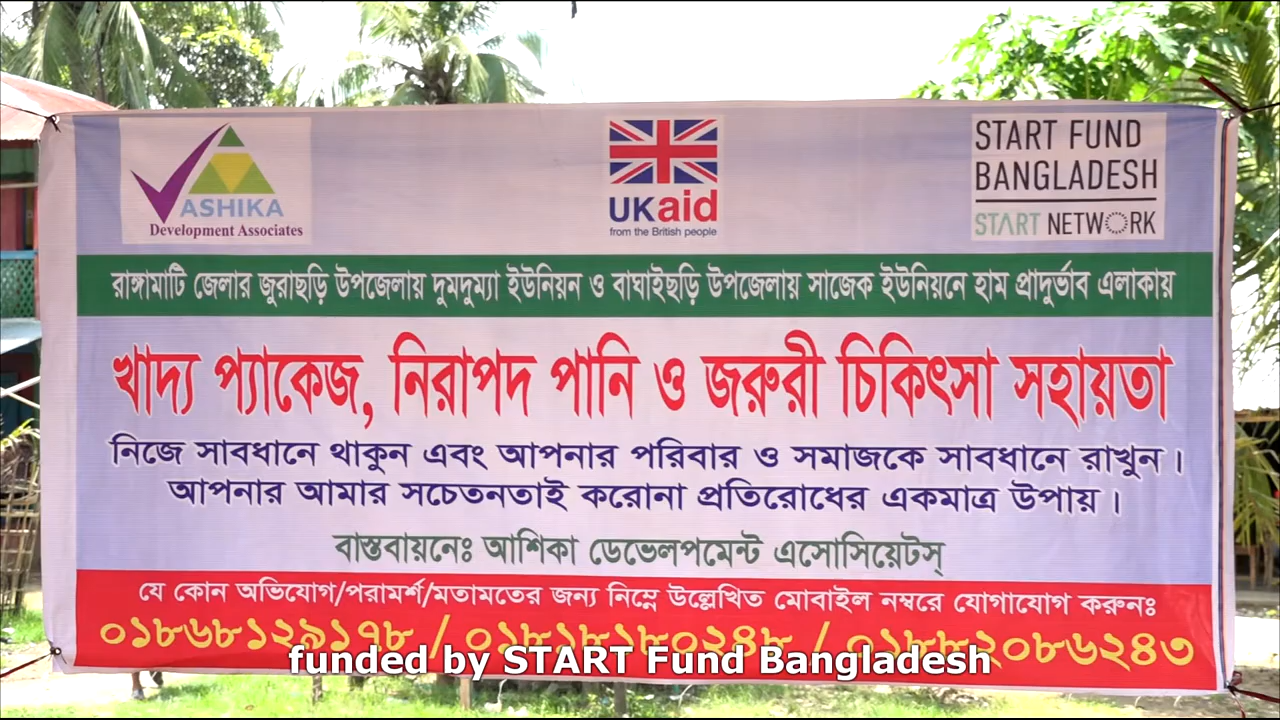 ASHIKA
Development Associates
UKaid
from the British people
START FUND
BANGLADESH
START NETWORK
রাঙ্গামাটি জেলার জুরাছড়ি উপজেলায় দুমদুম্যা ইউনিয়ন ও বাঘাইছড়ি উপজেলায় সাজেক ইউনিয়নে হাম প্রাদুর্ভাব এলাকায়
খাদ্য প্যাকেজ, নিরাপদ পানি ও জরুরী চিকিৎসা সহায়তা
নিজে সাবধানে থাকুন এবং আপনার পরিবার ও সমাজকে সাবধানে রাখুন।
আপনার আমার সচেতনতাই করোনা প্রতিরোধের একমাত্র উপায়।
বাস্তবায়নেঃ আশিকা ডেভেলপমেন্ট এসোসিয়েটস্
যে কোন অভিযোগ/পরামর্শ/মতামতের জন্য নিম্নে উল্লেখিত মোবাইল নম্বরে যোগাযোগ করুনঃ
০১৮৬৮১২৯১৭৮ / ০১৮১৮১৮০২৪৮ / ০১৮৮২০৮৬২৪৩
funded by START Fund Bangladesh